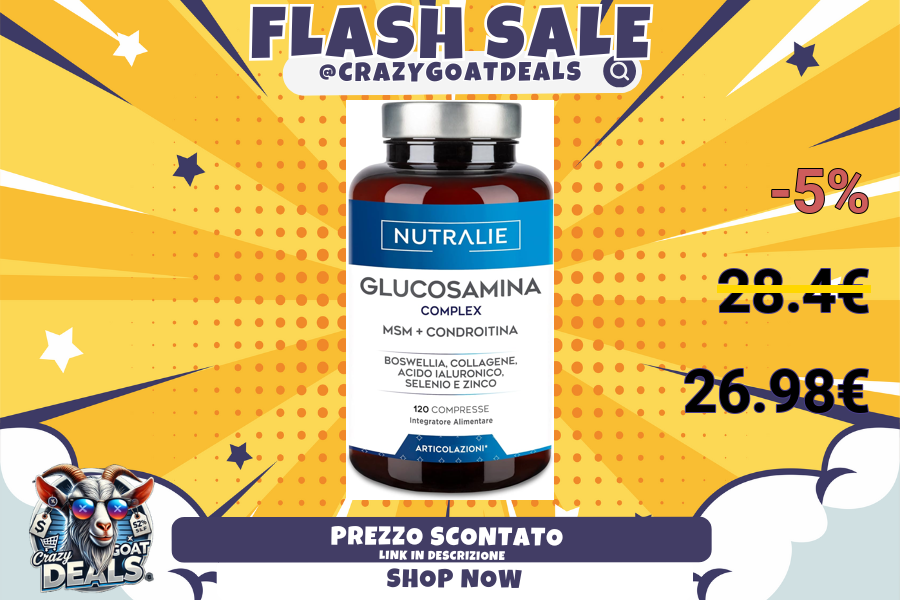 FLASH SALE
@CRAZYGOATDEALS
-5%
28.4€
26.98€
NUTRALIE
GLUCOSAMINA
COMPLEX
MSM + CONDROITINA
BOSWELLIA, COLLAGENE,
ACIDO IALURONICO,
SELENIO E ZINCO
120 COMPRESSE
Integratore Alimentare
ARTICOLAZIONI*
$
52%
Crazy
GOAT
DEALS
PREZZO SCONTATO
LINK IN DESCRIZIONE
SHOP NOW